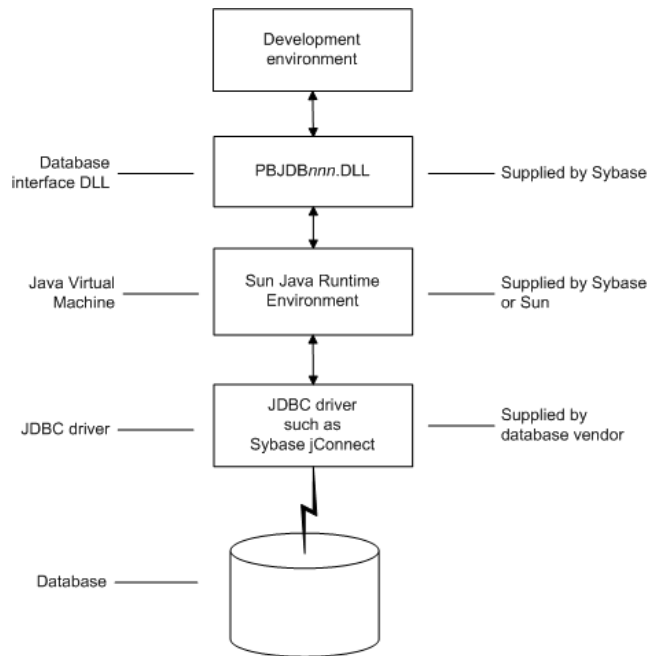 Development
environment
Database
interface DLL
PBJDBnnn.DLL
Supplied by Sybase
Java Virtual
Machine
Sun Java Runtime
Environment
Supplied by Sybase
or Sun
JDBC driver
JDBC driver
such as
Sybase jConnect
Supplied by
database vendor
Database